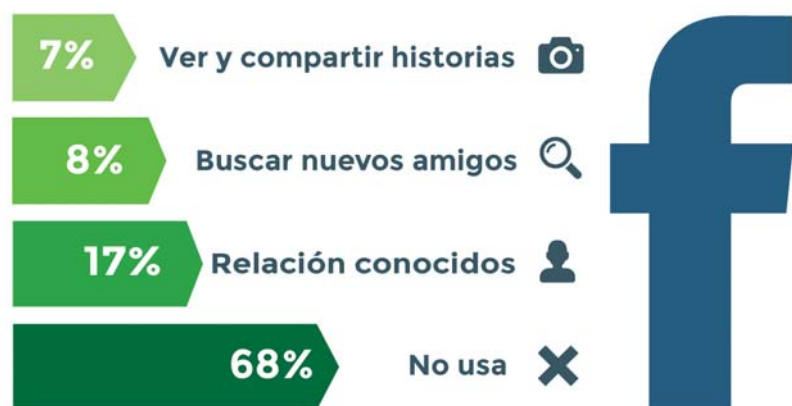 7% Ver y compartir historias
8% Buscar nuevos amigos
17% Relación conocidos
68% No usa
f